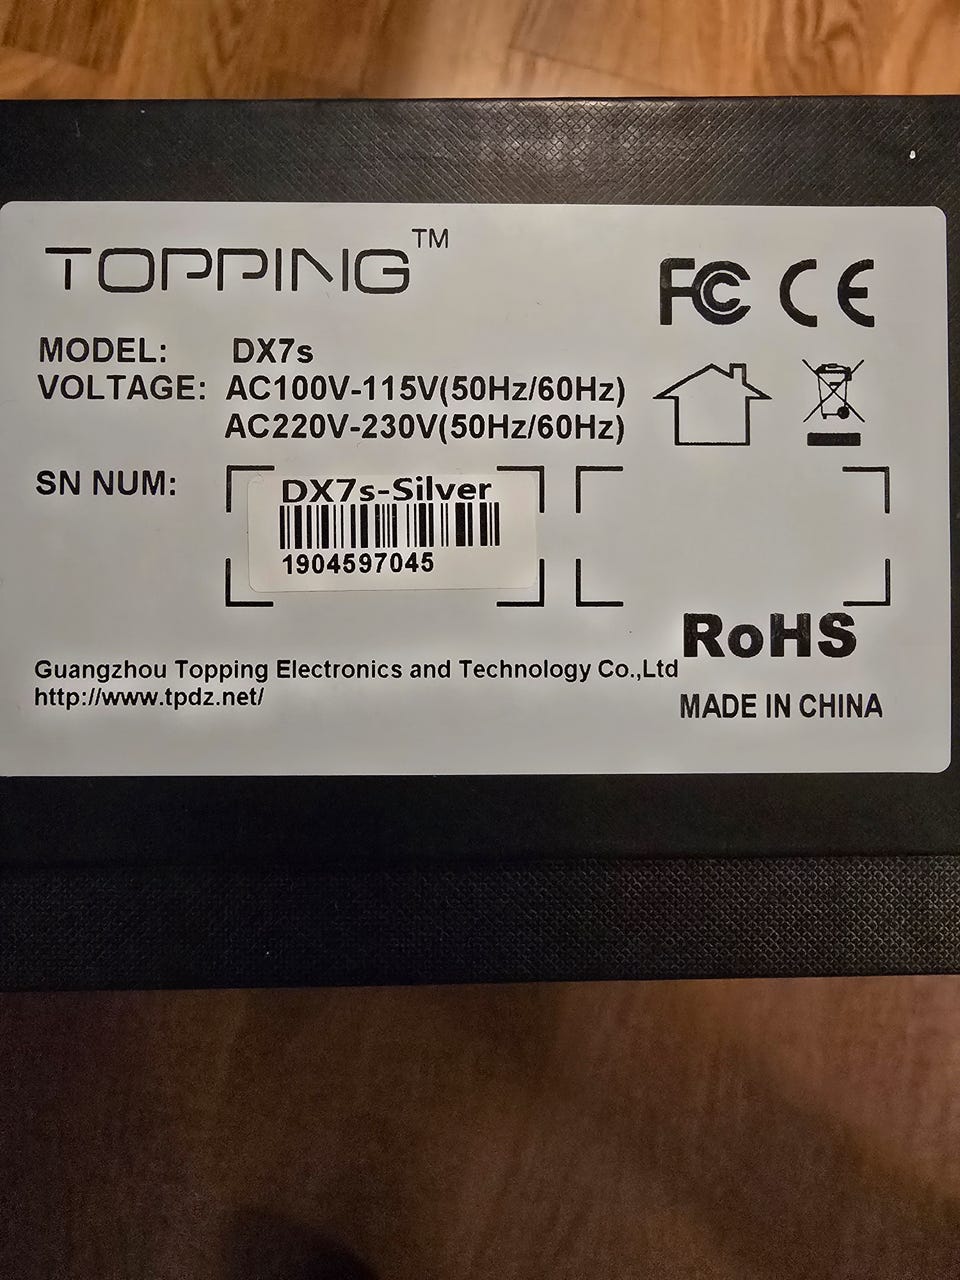 TOPPING™
FC CE
MODEL: DX7s
VOLTAGE: AC100V-115V(50Hz/60Hz)
AC220V-230V(50Hz/60Hz)
SN NUM:
DX7s-Silver
1904597045
RoHS
Guangzhou Topping Electronics and Technology Co.,Ltd
http://www.tpdz.net/
MADE IN CHINA